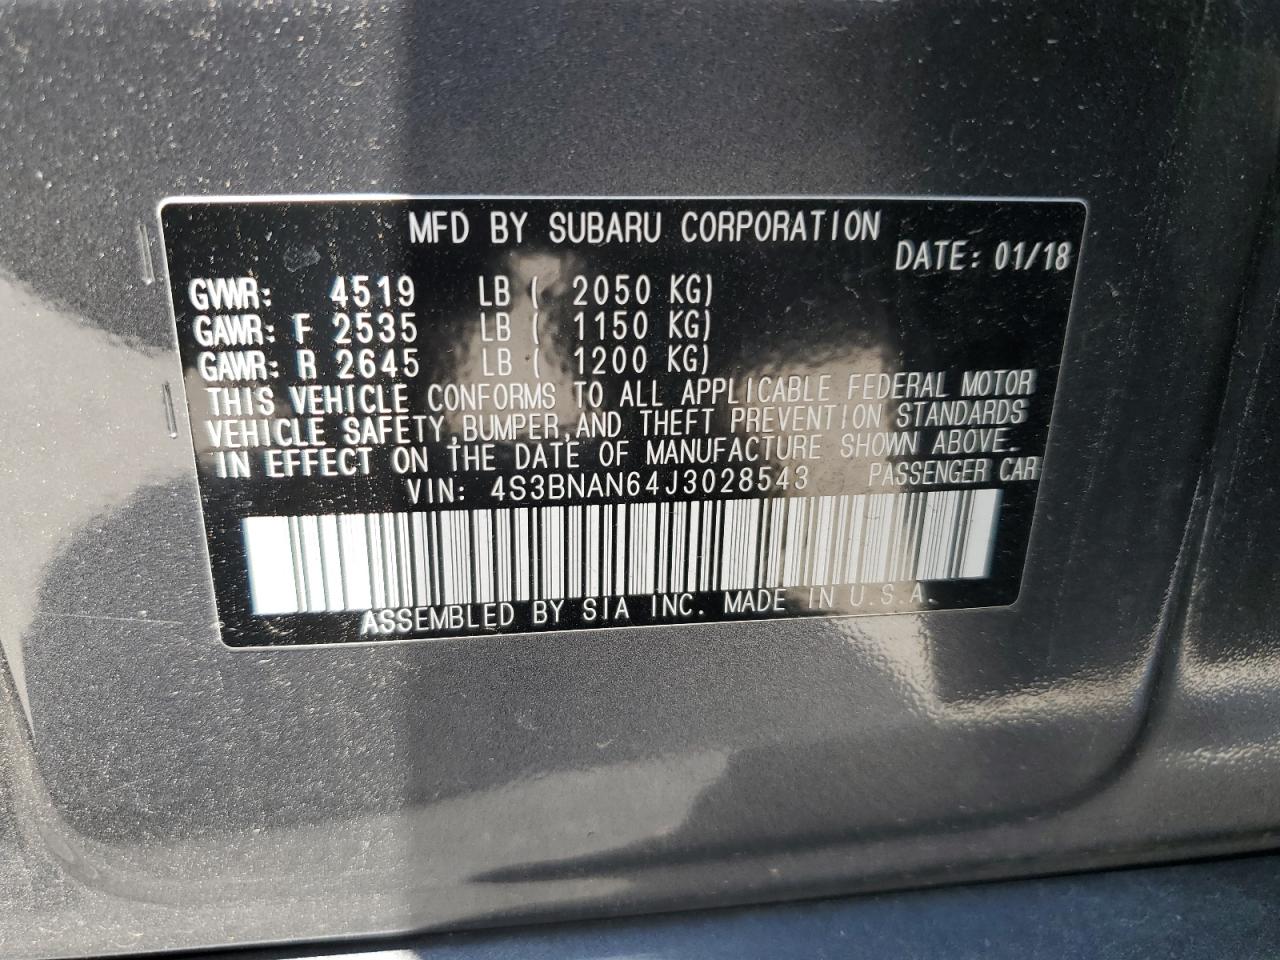 MFD BY SUBARU CORPORATION
DATE: 01/18
GVWR: 4519 LB ( 2050 KG)
GAWR: F 2535 LB ( 1150 KG)
GAWR: R 2645 LB ( 1200 KG)
THIS VEHICLE CONFORMS TO ALL APPLICABLE FEDERAL MOTOR
VEHICLE SAFETY,BUMPER,AND THEFT PREVENTION STANDARDS
IN EFFECT ON THE DATE OF MANUFACTURE SHOWN ABOVE.
VIN: 4S3BNAN64J3028543 PASSENGER CAR
ASSEMBLED BY SIA INC. MADE IN U.S.A.